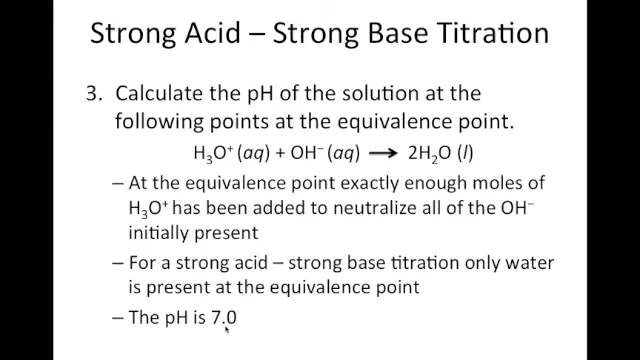 Strong Acid – Strong Base Titration
3. Calculate the pH of the solution at the
following points at the equivalence point.
H₃O⁺ (aq) + OH⁻ (aq) ⟶ 2H₂O (l)
– At the equivalence point exactly enough moles of
H₃O⁺ has been added to neutralize all of the OH⁻
initially present
– For a strong acid – strong base titration only water
is present at the equivalence point
– The pH is 7.0